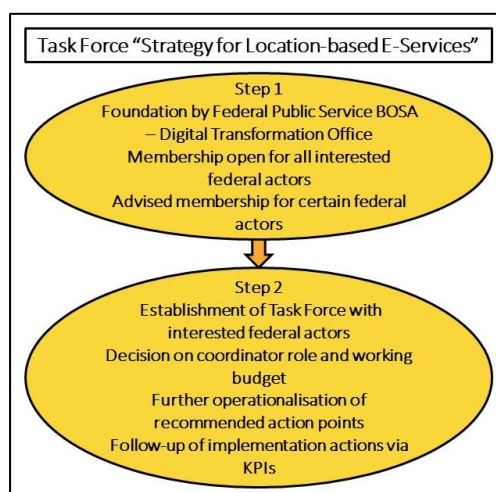 Task Force “Strategy for Location-based E-Services”
Step 1
Foundation by Federal Public Service BOSA
– Digital Transformation Office
Membership open for all interested
federal actors
Advised membership for certain federal
actors
Step 2
Establishment of Task Force with
interested federal actors
Decision on coordinator role and working
budget
Further operationalisation of
recommended action points
Follow-up of implementation actions via
KPIs